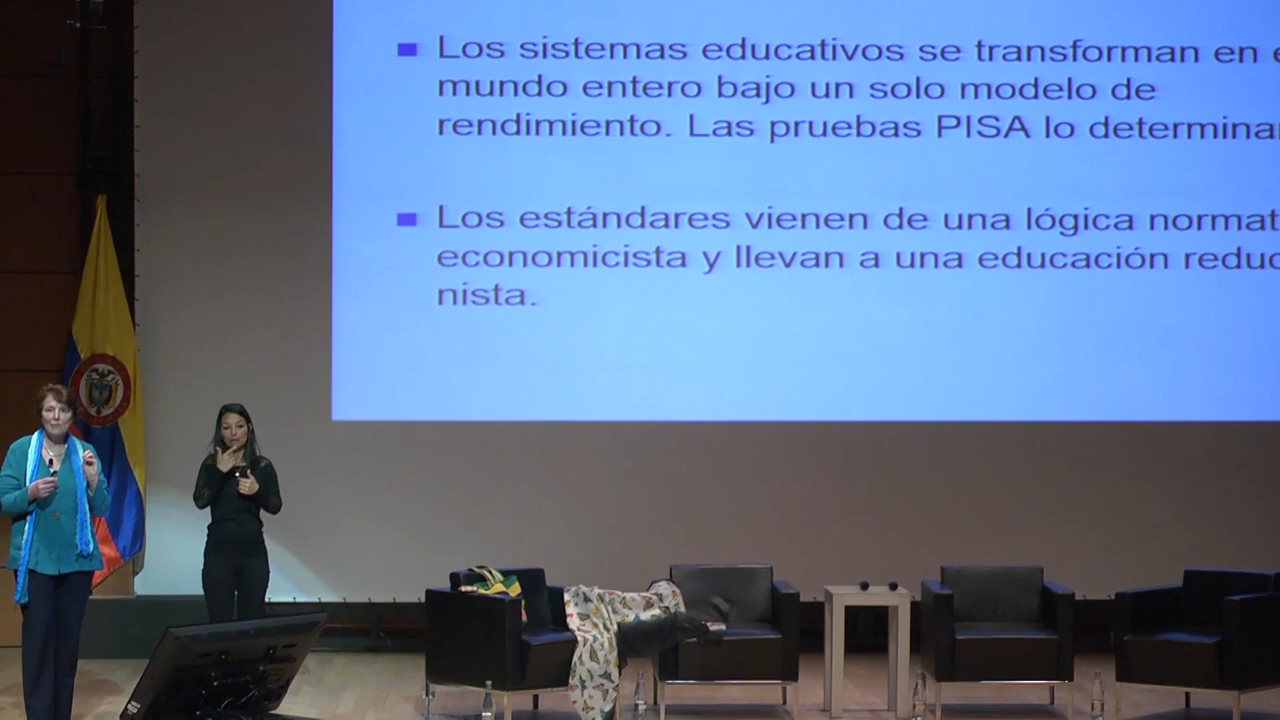 Los sistemas educativos se transforman en e
mundo entero bajo un solo modelo de
rendimiento. Las pruebas PISA lo determina
Los estándares vienen de una lógica normat
economicista y llevan a una educación reduc
nista.